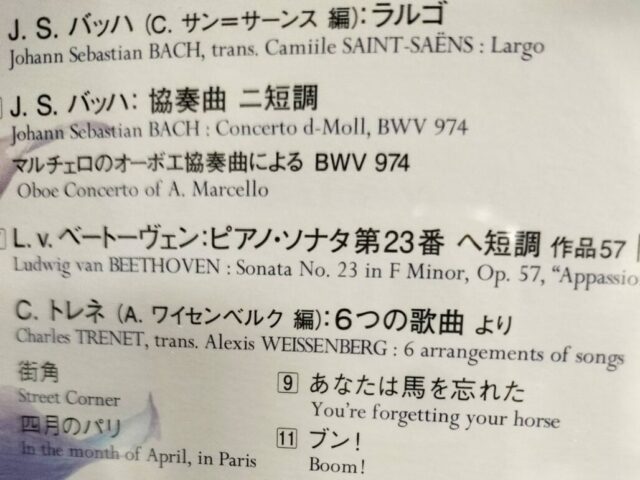 J. S. バッハ（C. サン＝サーンス 編）：ラルゴ
Johann Sebastian BACH, trans. Camiile SAINT-SAËNS : Largo
J. S. バッハ： 協奏曲 ニ短調
Johann Sebastian BACH : Concerto d-Moll, BWV 974
マルチェロのオーボエ協奏曲による BWV 974
Oboe Concerto of A. Marcello
L. v. ベートーヴェン：ピアノ・ソナタ第23番 ヘ短調 作品57
Ludwig van BEETHOVEN : Sonata No. 23 in F Minor, Op. 57, “Appassio
C. トレネ（A. ワイセンベルク 編）：6つの歌曲 より
Charles TRENET, trans. Alexis WEISSENBERG : 6 arrangements of songs
街角
Street Corner
9 あなたは馬を忘れた
You're forgetting your horse
四月のパリ
In the month of April, in Paris
11 ブン！
Boom!